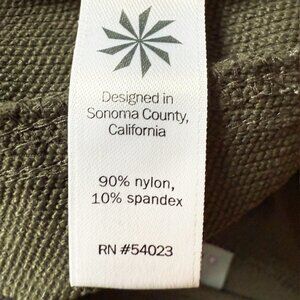 Designed in
Sonoma County,
California
90% nylon,
10% spandex
RN #54023